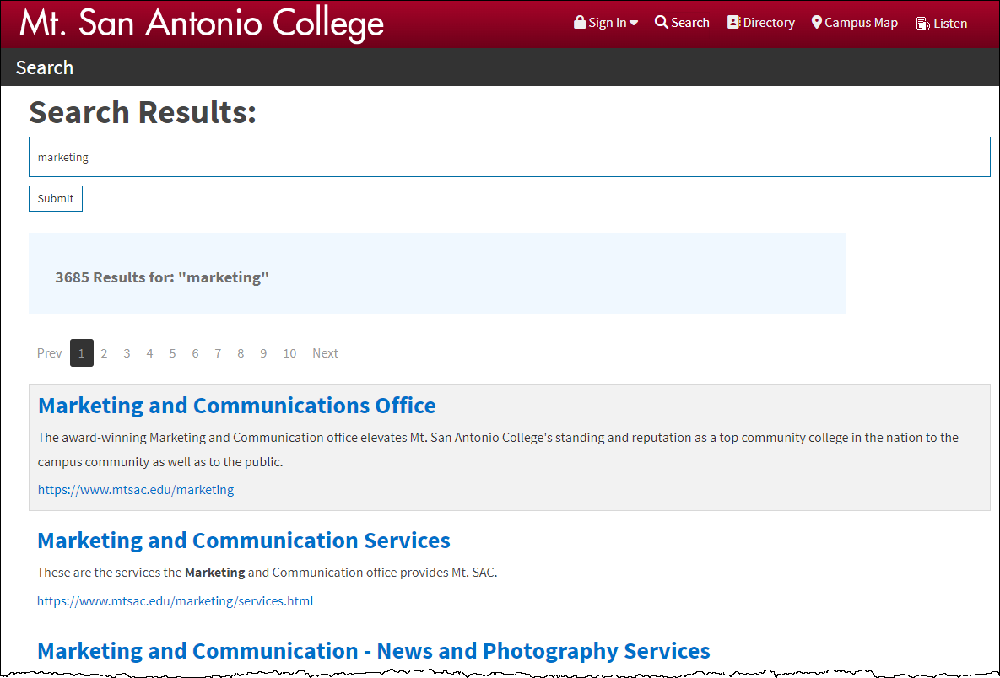 Mt. San Antonio College
Sign In Search Directory Campus Map Listen
Search
Search Results:
marketing
Submit
3685 Results for: "marketing"
Prev 1 2 3 4 5 6 7 8 9 10 Next
Marketing and Communications Office
The award-winning Marketing and Communication office elevates Mt. San Antonio College's standing and reputation as a top community college in the nation to the
campus community as well as to the public.
https://www.mtsac.edu/marketing
Marketing and Communication Services
These are the services the Marketing and Communication office provides Mt. SAC.
https://www.mtsac.edu/marketing/services.html
Marketing and Communication - News and Photography Services